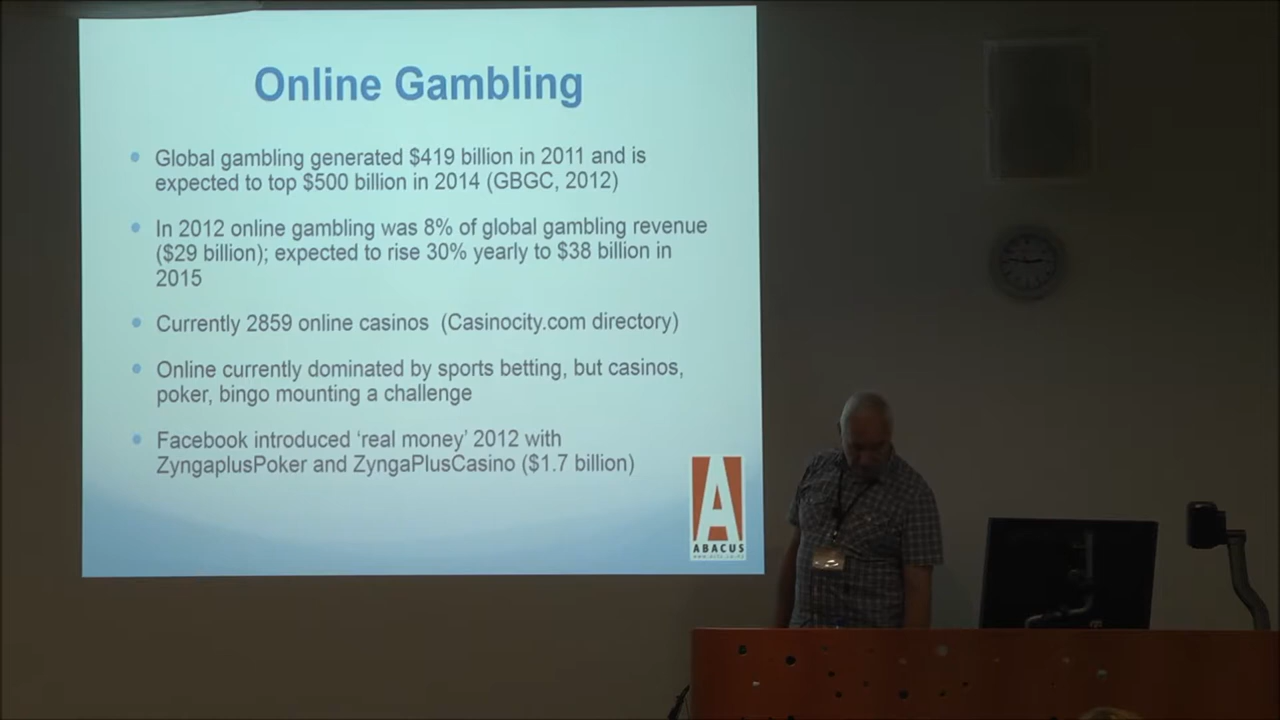 Online Gambling
Global gambling generated $419 billion in 2011 and is
expected to top $500 billion in 2014 (GBGC, 2012)
In 2012 online gambling was 8% of global gambling revenue
($29 billion); expected to rise 30% yearly to $38 billion in
2015
Currently 2859 online casinos (Casinocity.com directory)
Online currently dominated by sports betting, but casinos,
poker, bingo mounting a challenge
Facebook introduced ‘real money’ 2012 with
ZyngaplusPoker and ZyngaPlusCasino ($1.7 billion)
A
ABACUS